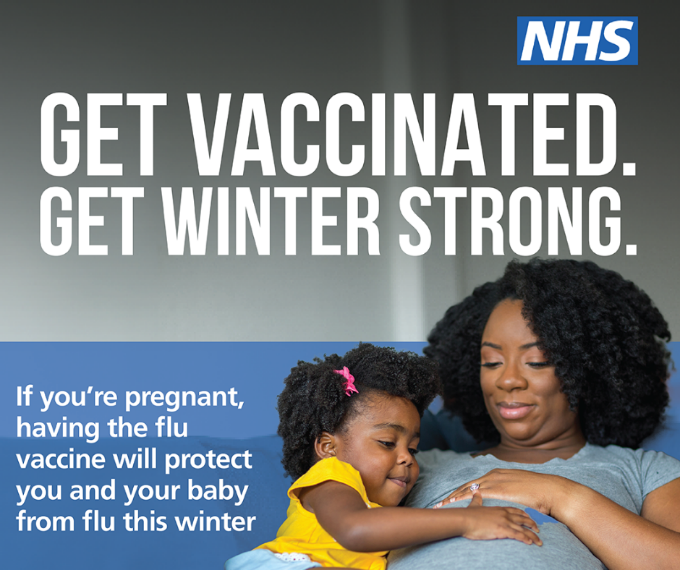 NHS
GET VACCINATED.
GET WINTER STRONG.
If you’re pregnant,
having the flu
vaccine will protect
you and your baby
from flu this winter